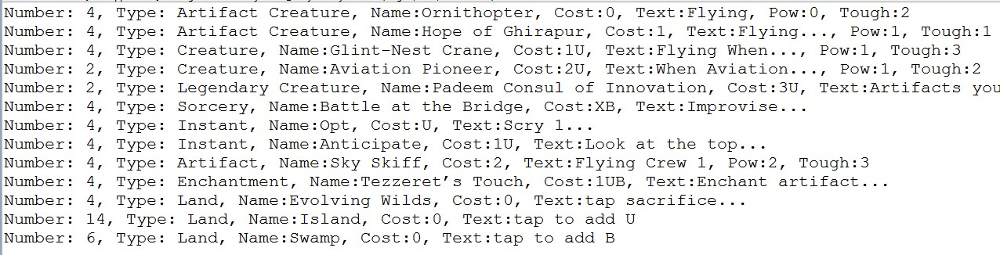 Number: 4, Type: Artifact Creature, Name:Ornithopter, Cost:0, Text:Flying, Pow:0, Tough:2
Number: 4, Type: Artifact Creature, Name:Hope of Ghirapur, Cost:1, Text:Flying..., Pow:1, Tough:1
Number: 4, Type: Creature, Name:Glint-Nest Crane, Cost:1U, Text:Flying When..., Pow:1, Tough:3
Number: 2, Type: Creature, Name:Aviation Pioneer, Cost:2U, Text:When Aviation..., Pow:1, Tough:2
Number: 2, Type: Legendary Creature, Name:Padeem Consul of Innovation, Cost:3U, Text:Artifacts you
Number: 4, Type: Sorcery, Name:Battle at the Bridge, Cost:XB, Text:Improvise...
Number: 4, Type: Instant, Name:Opt, Cost:U, Text:Scry 1...
Number: 4, Type: Instant, Name:Anticipate, Cost:1U, Text:Look at the top...
Number: 4, Type: Artifact, Name:Sky Skiff, Cost:2, Text:Flying Crew 1, Pow:2, Tough:3
Number: 4, Type: Enchantment, Name:Tezzeret’s Touch, Cost:1UB, Text:Enchant artifact...
Number: 4, Type: Land, Name:Evolving Wilds, Cost:0, Text:tap sacrifice...
Number: 14, Type: Land, Name:Island, Cost:0, Text:tap to add U
Number: 6, Type: Land, Name:Swamp, Cost:0, Text:tap to add B